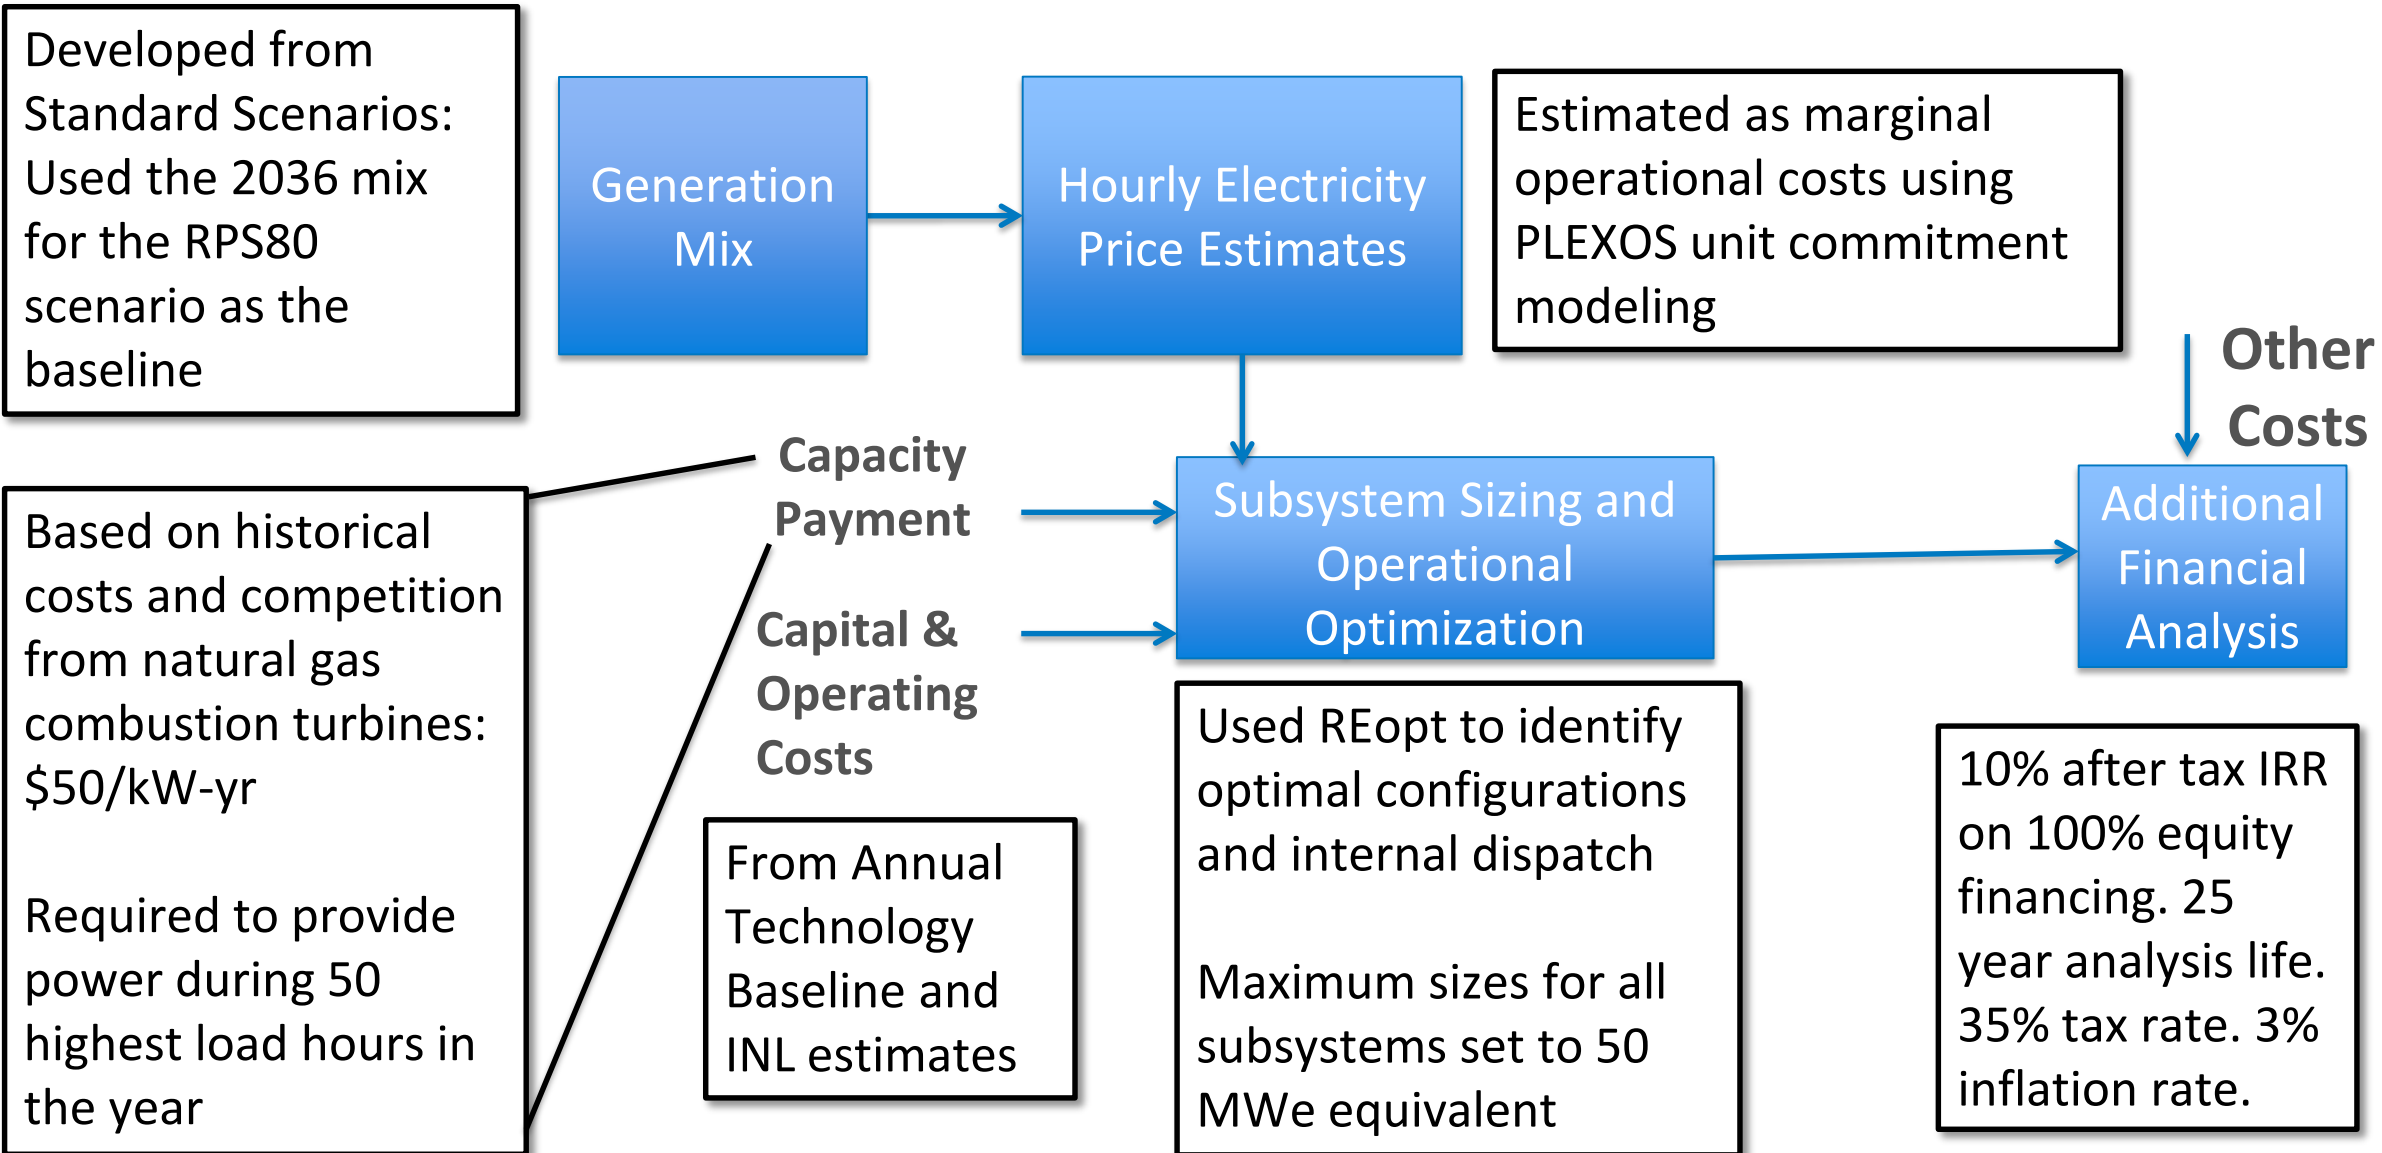 Developed from
Standard Scenarios:
Used the 2036 mix
for the RPS80
scenario as the
baseline
Generation
Mix
Hourly Electricity
Price Estimates
Estimated as marginal
operational costs using
PLEXOS unit commitment
modeling
Other
Costs
Based on historical
costs and competition
from natural gas
combustion turbines:
$50/kW-yr
Required to provide
power during 50
highest load hours in
the year
Capacity
Payment
Capital &
Operating
Costs
From Annual
Technology
Baseline and
INL estimates
Subsystem Sizing and
Operational
Optimization
Used REopt to identify
optimal configurations
and internal dispatch
Maximum sizes for all
subsystems set to 50
MWe equivalent
Additional
Financial
Analysis
10% after tax IRR
on 100% equity
financing. 25
year analysis life.
35% tax rate. 3%
inflation rate.